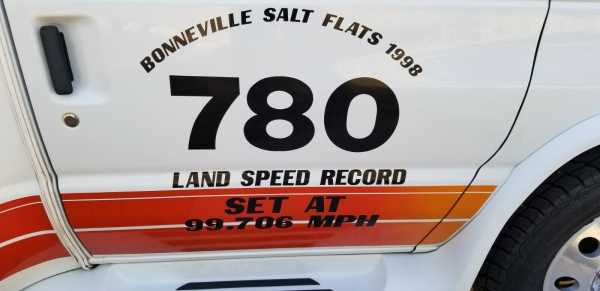 BONNEVILLE SALT FLATS 1998
780
LAND SPEED RECORD
SET AT
99.706 MPH